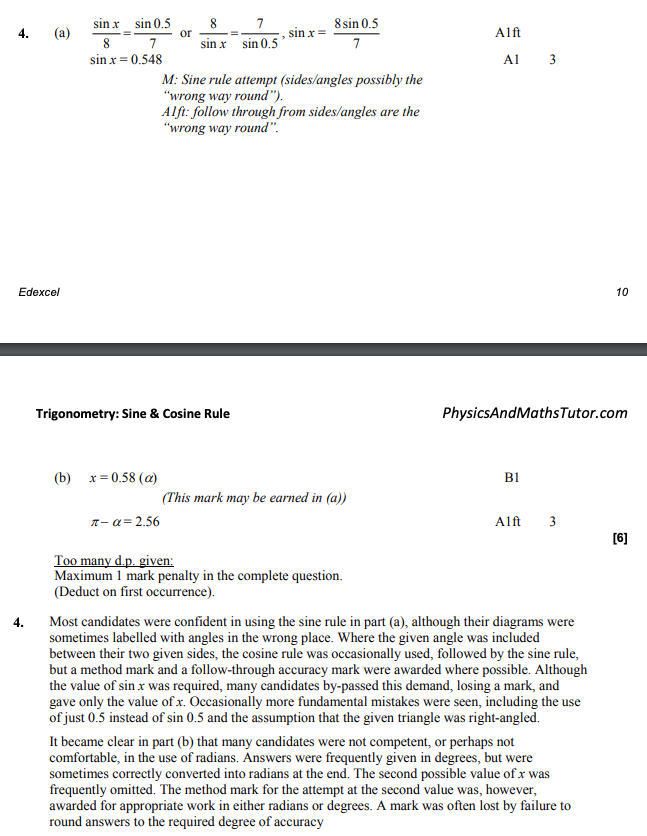 4. (a) sin x/8 = sin 0.5/7 or 8/sin x = 7/sin 0.5, sin x = 8 sin 0.5/7 A1ft
sin x = 0.548 A1 3
M: Sine rule attempt (sides/angles possibly the
“wrong way round”).
A1ft: follow through from sides/angles are the
“wrong way round”.
Edexcel 10
Trigonometry: Sine & Cosine Rule PhysicsAndMathsTutor.com
(b) x = 0.58 (α) B1
(This mark may be earned in (a))
π – α = 2.56 A1ft 3
[6]
Too many d.p. given:
Maximum 1 mark penalty in the complete question.
(Deduct on first occurrence).
4. Most candidates were confident in using the sine rule in part (a), although their diagrams were
sometimes labelled with angles in the wrong place. Where the given angle was included
between their two given sides, the cosine rule was occasionally used, followed by the sine rule,
but a method mark and a follow-through accuracy mark were awarded where possible. Although
the value of sin x was required, many candidates by-passed this demand, losing a mark, and
gave only the value of x. Occasionally more fundamental mistakes were seen, including the use
of just 0.5 instead of sin 0.5 and the assumption that the given triangle was right-angled.
It became clear in part (b) that many candidates were not competent, or perhaps not
comfortable, in the use of radians. Answers were frequently given in degrees, but were
sometimes correctly converted into radians at the end. The second possible value of x was
frequently omitted. The method mark for the attempt at the second value was, however,
awarded for appropriate work in either radians or degrees. A mark was often lost by failure to
round answers to the required degree of accuracy